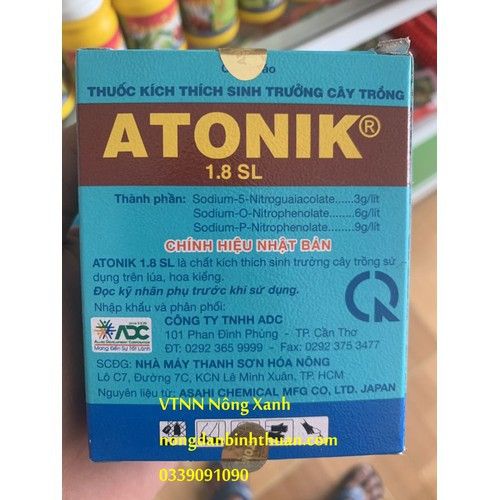 THUỐC KÍCH THÍCH SINH TRƯỞNG CÂY TRỒNG
ATONIK®
1.8 SL
Thành phần: Sodium-5-Nitroguaiacolate......3g/lít
Sodium-O-Nitrophenolate.......6g/lít
Sodium-P-Nitrophenolate.......9g/lít
CHÍNH HIỆU NHẬT BẢN
ATONIK 1.8 SL là chất kích thích sinh trưởng cây trồng sử
dụng trên lúa, hoa kiểng.
Đọc kỹ nhãn phụ trước khi sử dụng.
Nhập khẩu và phân phối:
CÔNG TY TNHH ADC
101 Phan Đình Phùng - TP. Cần Thơ
ĐT: 0292 365 9999 - Fax: 0292 375 3477
ADC
Mang Đến Sự Tốt Lành
SCĐG: NHÀ MÁY THANH SƠN HÓA NÔNG
Lô C7, Đường 7C, KCN Lê Minh Xuân, TP. HCM
Nguyên liệu từ: ASAHI CHEMICAL MFG CO, LTD. JAPAN
VTNN Nông Xanh
nongdanbinhthuan.com
0339091090